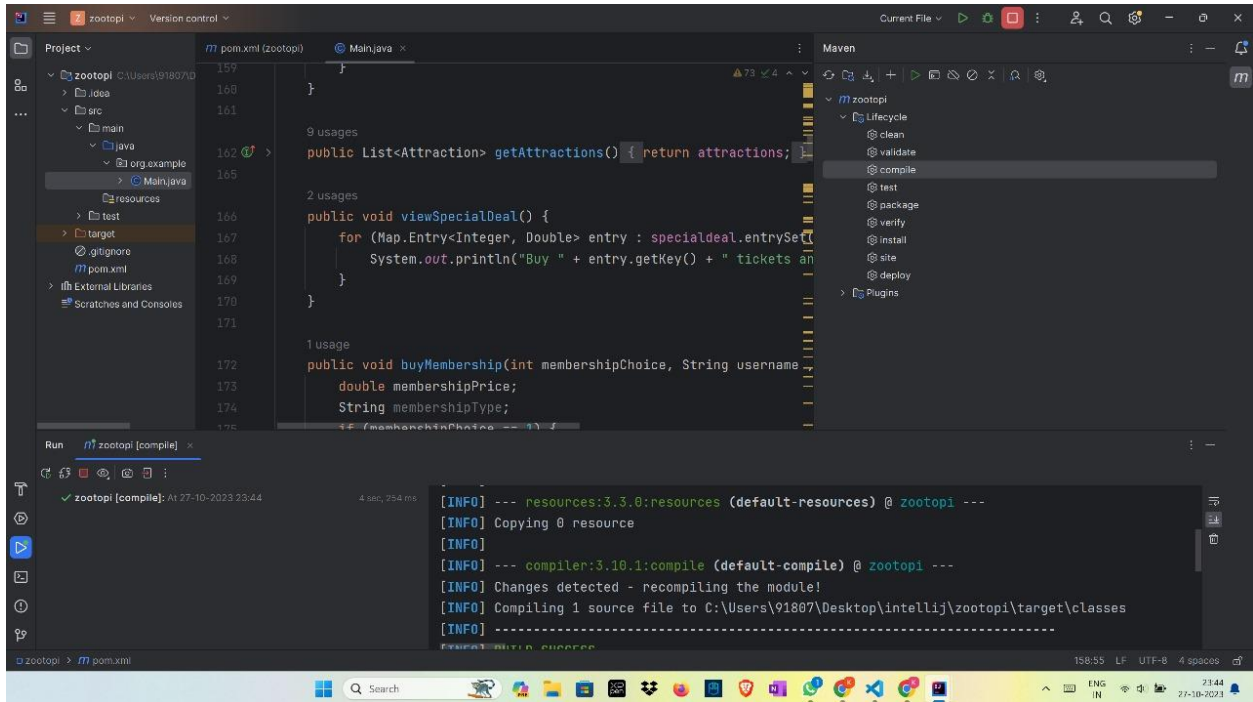 Z zootopi Version control Current File
Project
zootopi C:\Users\91807\D
.idea
src
main
java
org.example
Main.java
resources
test
target
.gitignore
pom.xml
External Libraries
Scratches and Consoles
pom.xml (zootopi) Main.java
73 4
159 }
160 }
161
9 usages
162 public List<Attraction> getAttractions() { return attractions; }
165
2 usages
166 public void viewSpecialDeal() {
167 for (Map.Entry<Integer, Double> entry : specialdeal.entrySet(
168 System.out.println("Buy " + entry.getKey() + " tickets an
169 }
170 }
171
1 usage
172 public void buyMembership(int membershipChoice, String username
173 double membershipPrice;
174 String membershipType;
175 if (membershipChoice == 1) {
Maven
m zootopi
Lifecycle
clean
validate
compile
test
package
verify
install
site
deploy
Plugins
m
Run zootopi [compile]
zootopi [compile]: At 27-10-2023 23:44 4 sec, 254 ms
[INFO] --- resources:3.3.0:resources (default-resources) @ zootopi ---
[INFO] Copying 0 resource
[INFO]
[INFO] --- compiler:3.10.1:compile (default-compile) @ zootopi ---
[INFO] Changes detected - recompiling the module!
[INFO] Compiling 1 source file to C:\Users\91807\Desktop\intellij\zootopi\target\classes
[INFO] ------------------------------------------------------------------------
[INFO] BUILD SUCCESS
zootopi > m pom.xml 158:55 LF UTF-8 4 spaces
Search
ENG
IN
23:44
27-10-2023